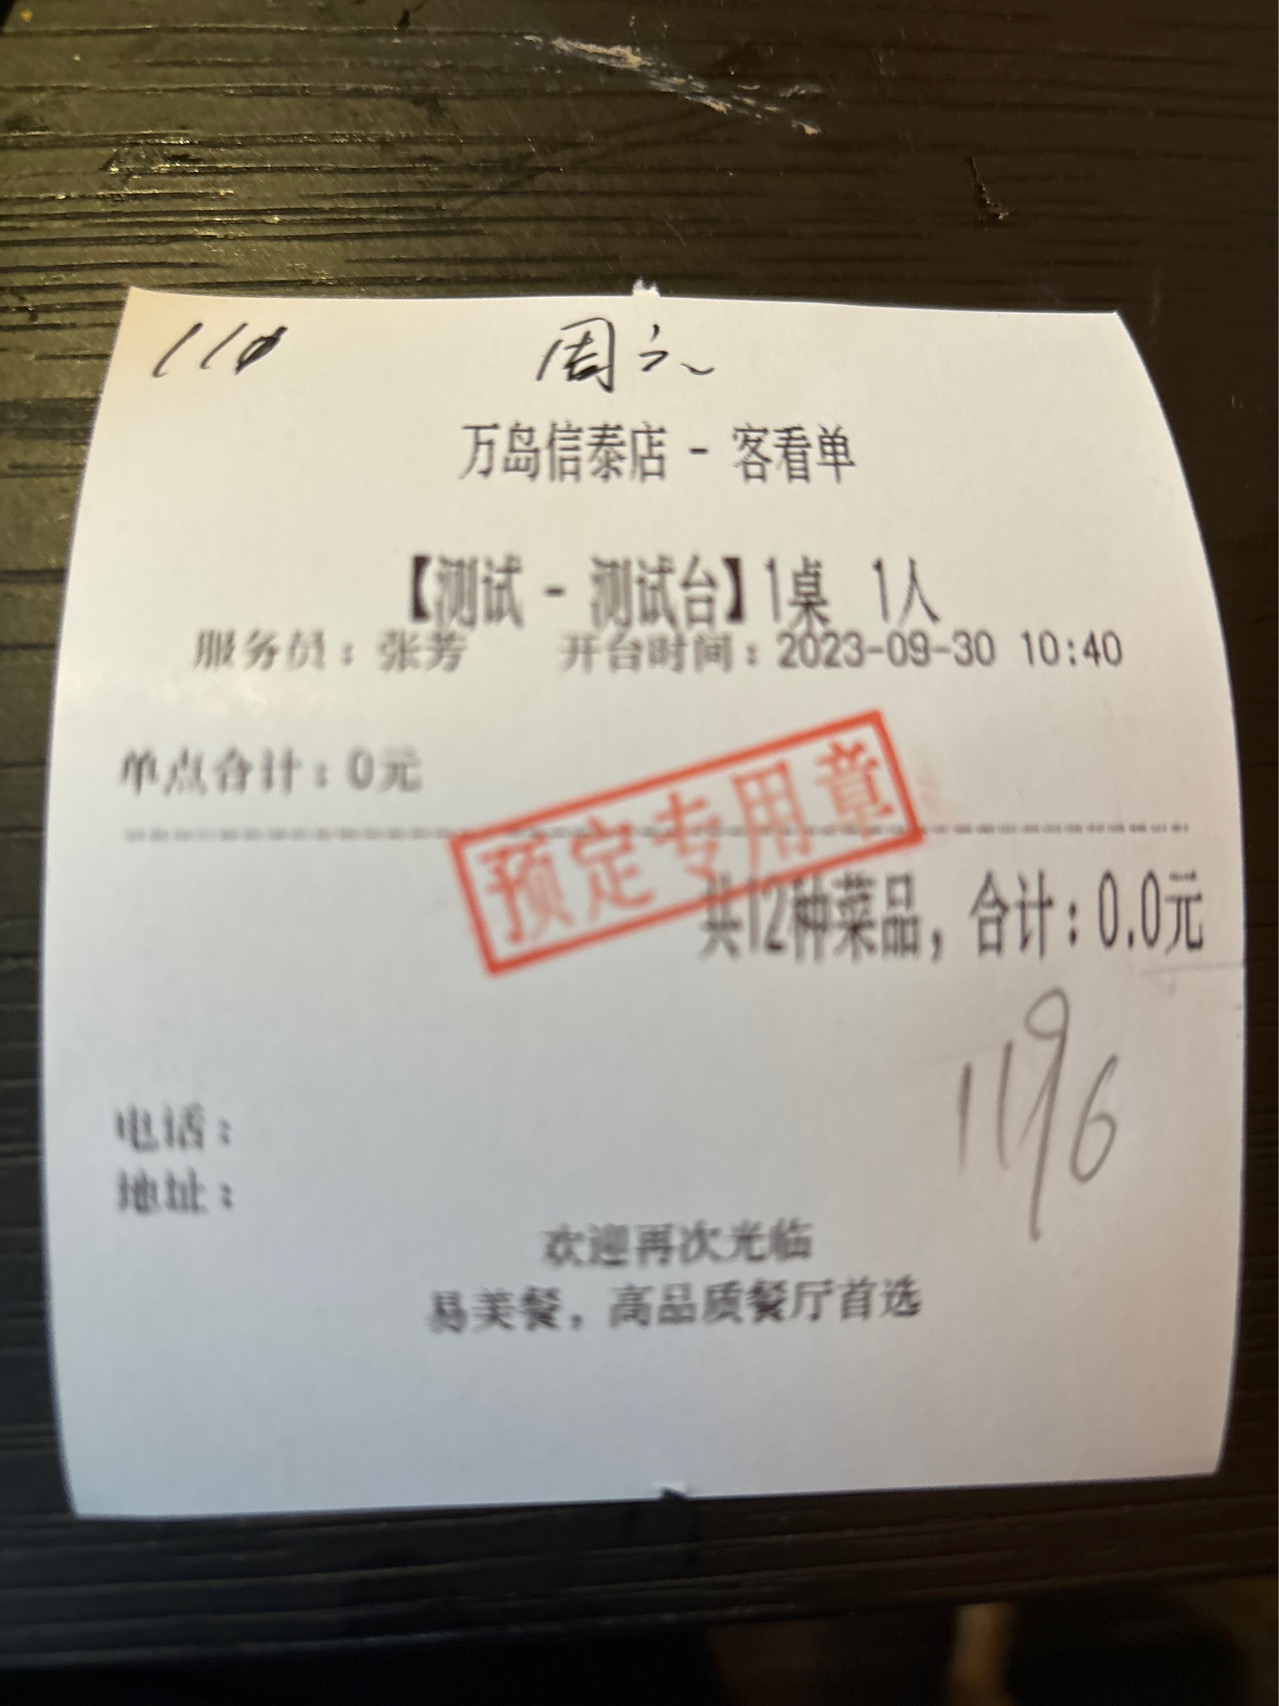 110 周元
万岛信泰店 - 客看单
【测试 - 测试台】1桌 1人
服务员：张芳 开台时间：2023-09-30 10:40
单点合计：0元
预定专用章
共12种菜品，合计：0.0元
1196
电话：
地址：
欢迎再次光临
易美餐，高品质餐厅首选